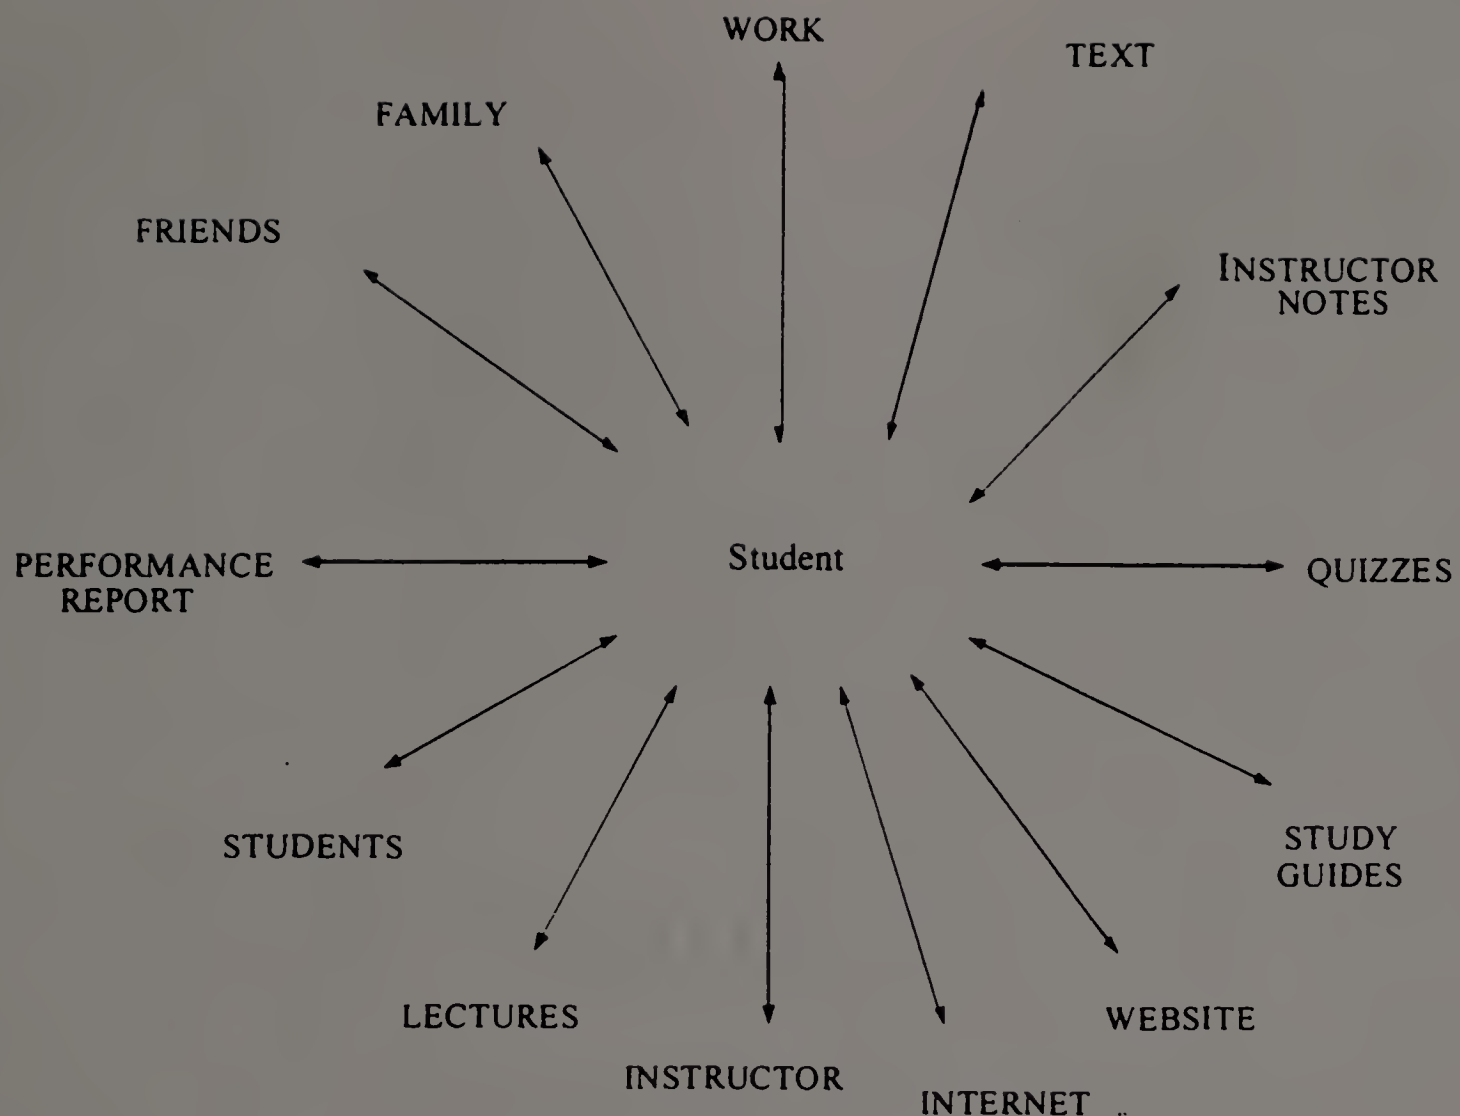 WORK
TEXT
FAMILY
FRIENDS
INSTRUCTOR
NOTES
PERFORMANCE
REPORT
Student
QUIZZES
STUDENTS
STUDY
GUIDES
LECTURES
WEBSITE
INSTRUCTOR
INTERNET